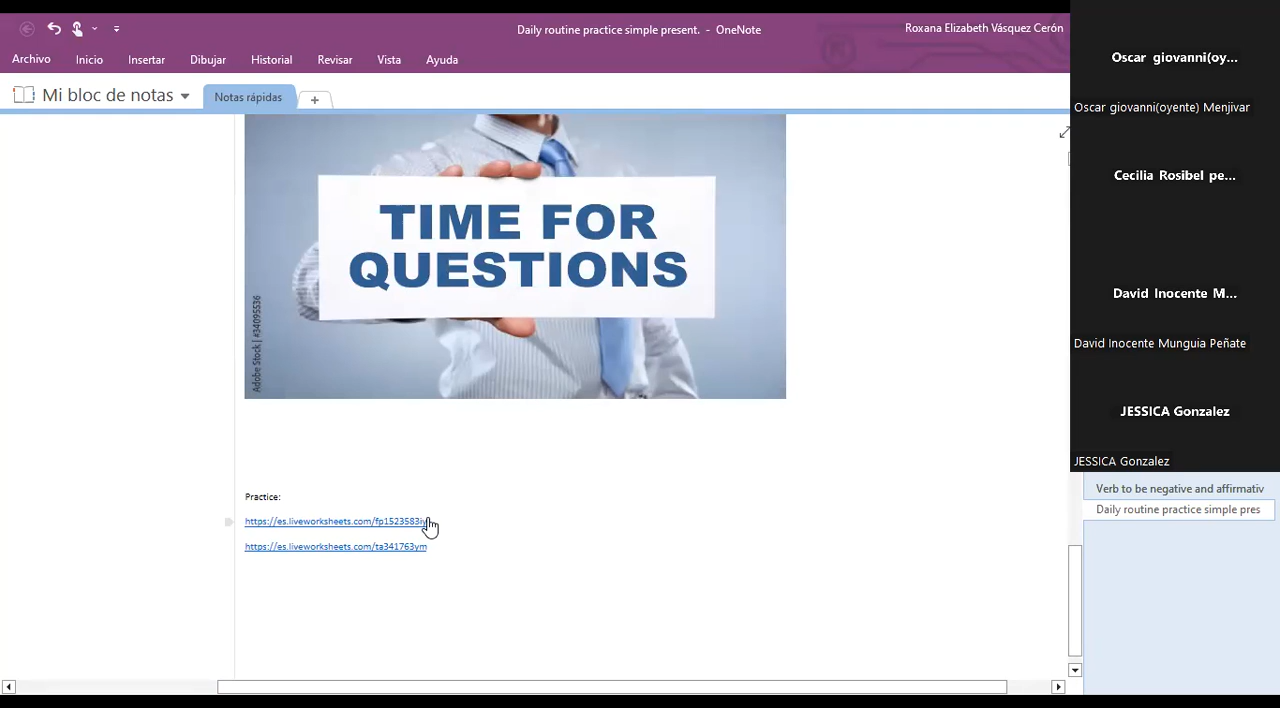 Daily routine practice simple present. - OneNote
Roxana Elizabeth Vásquez Cerón
Archivo Inicio Insertar Dibujar Historial Revisar Vista Ayuda
Mi bloc de notas
Notas rápidas
TIME FOR
QUESTIONS
Adobe Stock | #34095536
Practice:
https://es.liveworksheets.com/fp1523583iy
https://es.liveworksheets.com/ta341763ym
Oscar giovanni(oy...
Oscar giovanni(oyente) Menjivar
Cecilia Rosibel pe...
David Inocente M...
David Inocente Munguia Peñate
JESSICA Gonzalez
JESSICA Gonzalez
Verb to be negative and affirmativ
Daily routine practice simple pres